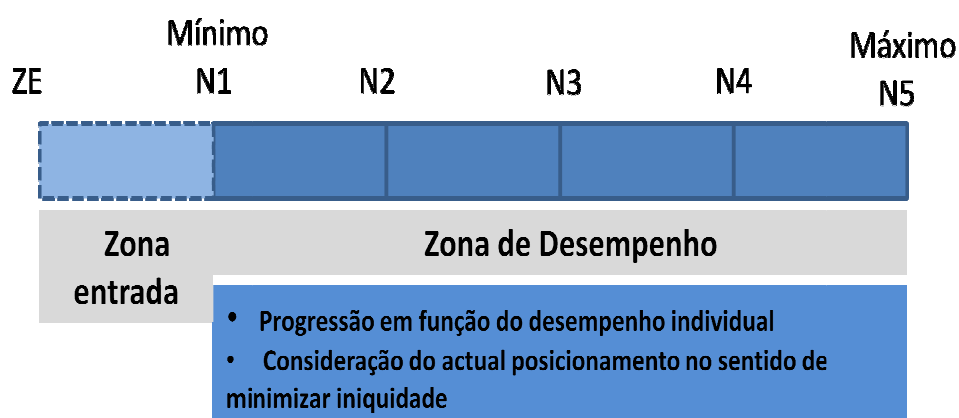 Mínimo
Máximo
ZE N1 N2 N3 N4 N5
Zona
entrada
Zona de Desempenho
• Progressão em função do desempenho individual
• Consideração do actual posicionamento no sentido de
minimizar iniquidade